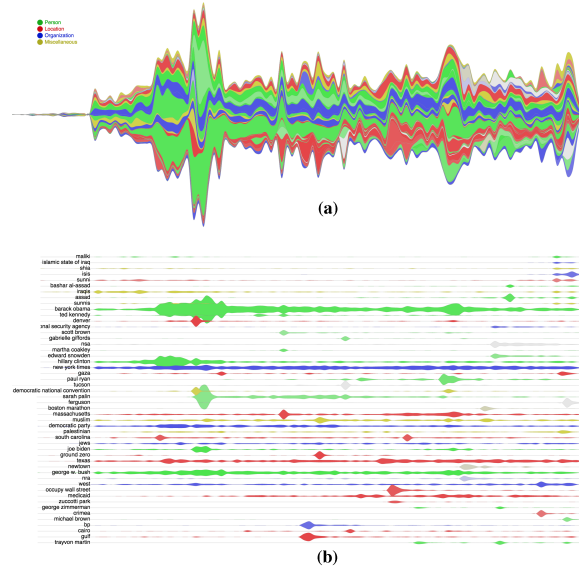 Person
Location
Organization
Miscellaneous
(a)
maliki
islamic state of iraq
shia
isis
sunni
bashar al-assad
iraqis
assad
sunnis
barack obama
ted kennedy
denver
onal security agency
scott brown
gabrielle giffords
nsa
martha coakley
edward snowden
hillary clinton
new york times
gaza
paul ryan
tucson
democratic national convention
sarah palin
ferguson
boston marathon
massachusetts
muslim
democratic party
palestinian
south carolina
jews
joe biden
ground zero
texas
newtown
george w. bush
nra
west
occupy wall street
medicaid
zuccotti park
george zimmerman
crimea
michael brown
bp
cairo
gulf
trayvon martin
(b)